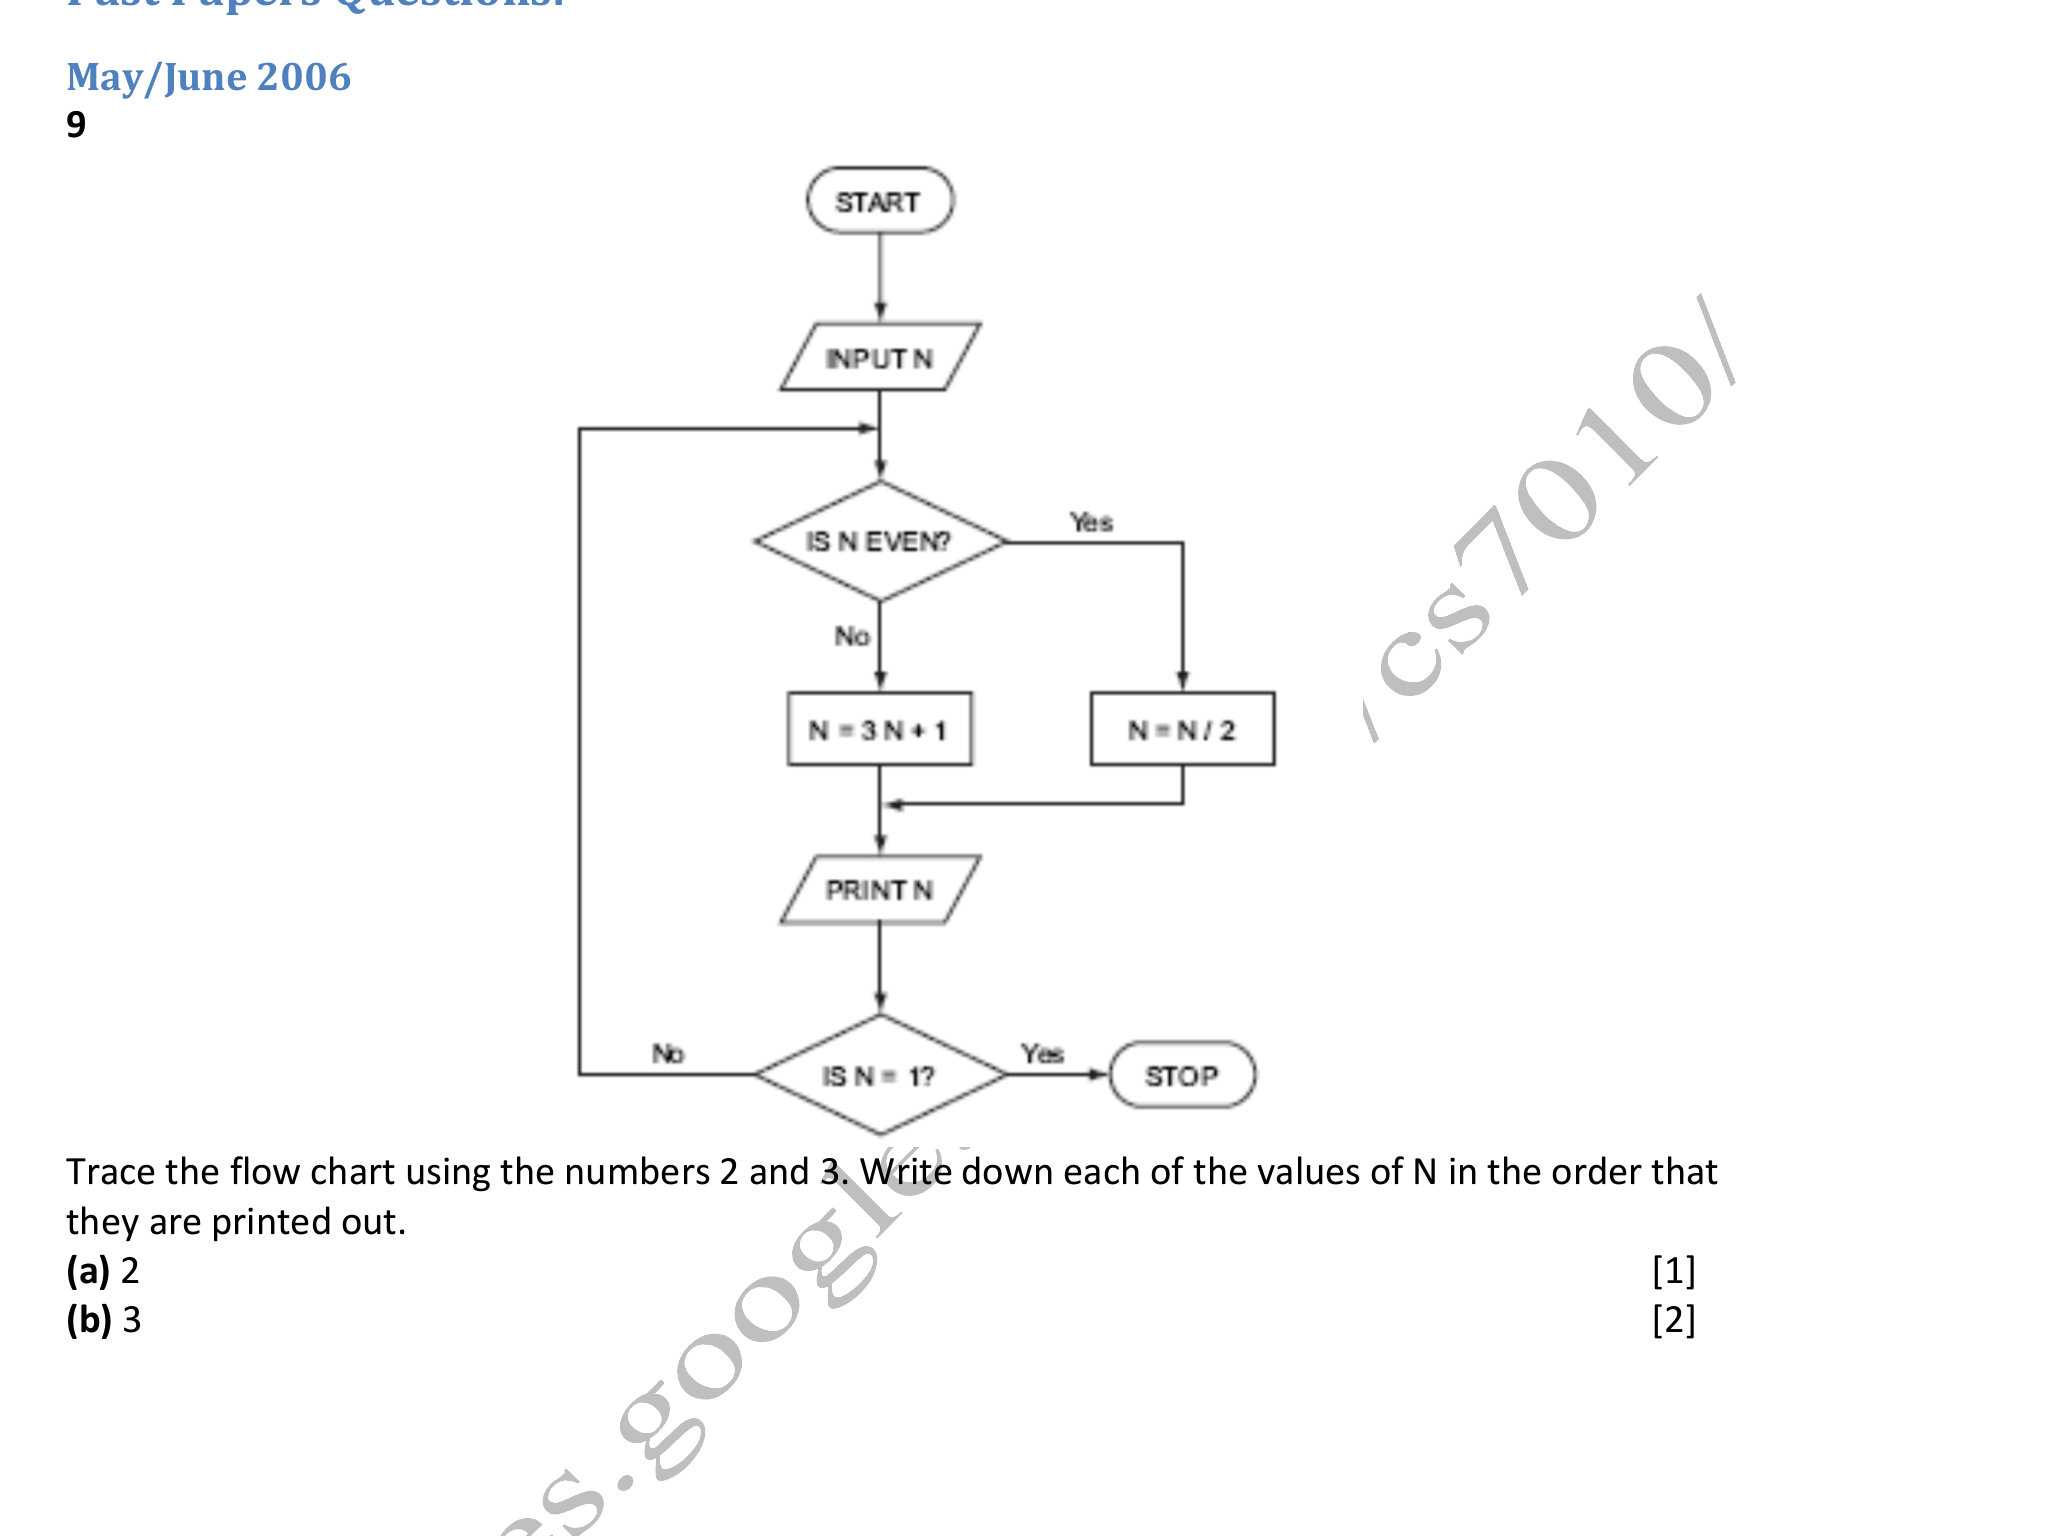 Past Papers Questions:
May/June 2006
9
START
INPUT N
IS N EVEN?
Yes
No
N = 3 N + 1
N = N / 2
PRINT N
No
IS N = 1?
Yes
STOP
/cs7010/
Trace the flow chart using the numbers 2 and 3. Write down each of the values of N in the order that
they are printed out.
(a) 2 [1]
(b) 3 [2]
es.google.